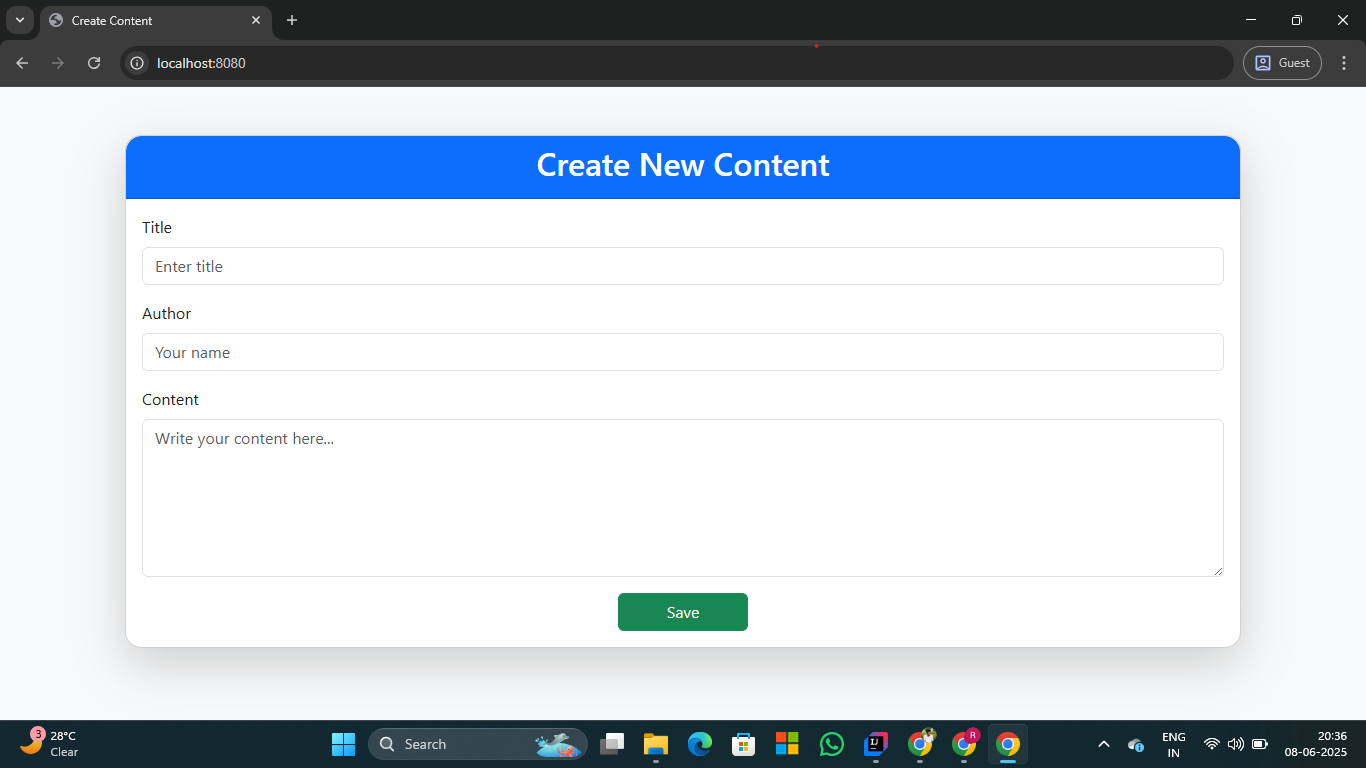 Create Content
localhost:8080
Guest
Create New Content
Title
Enter title
Author
Your name
Content
Write your content here...
Save
3
28°C
Clear
Search
IJ
R
ENG
IN
20:36
08-06-2025